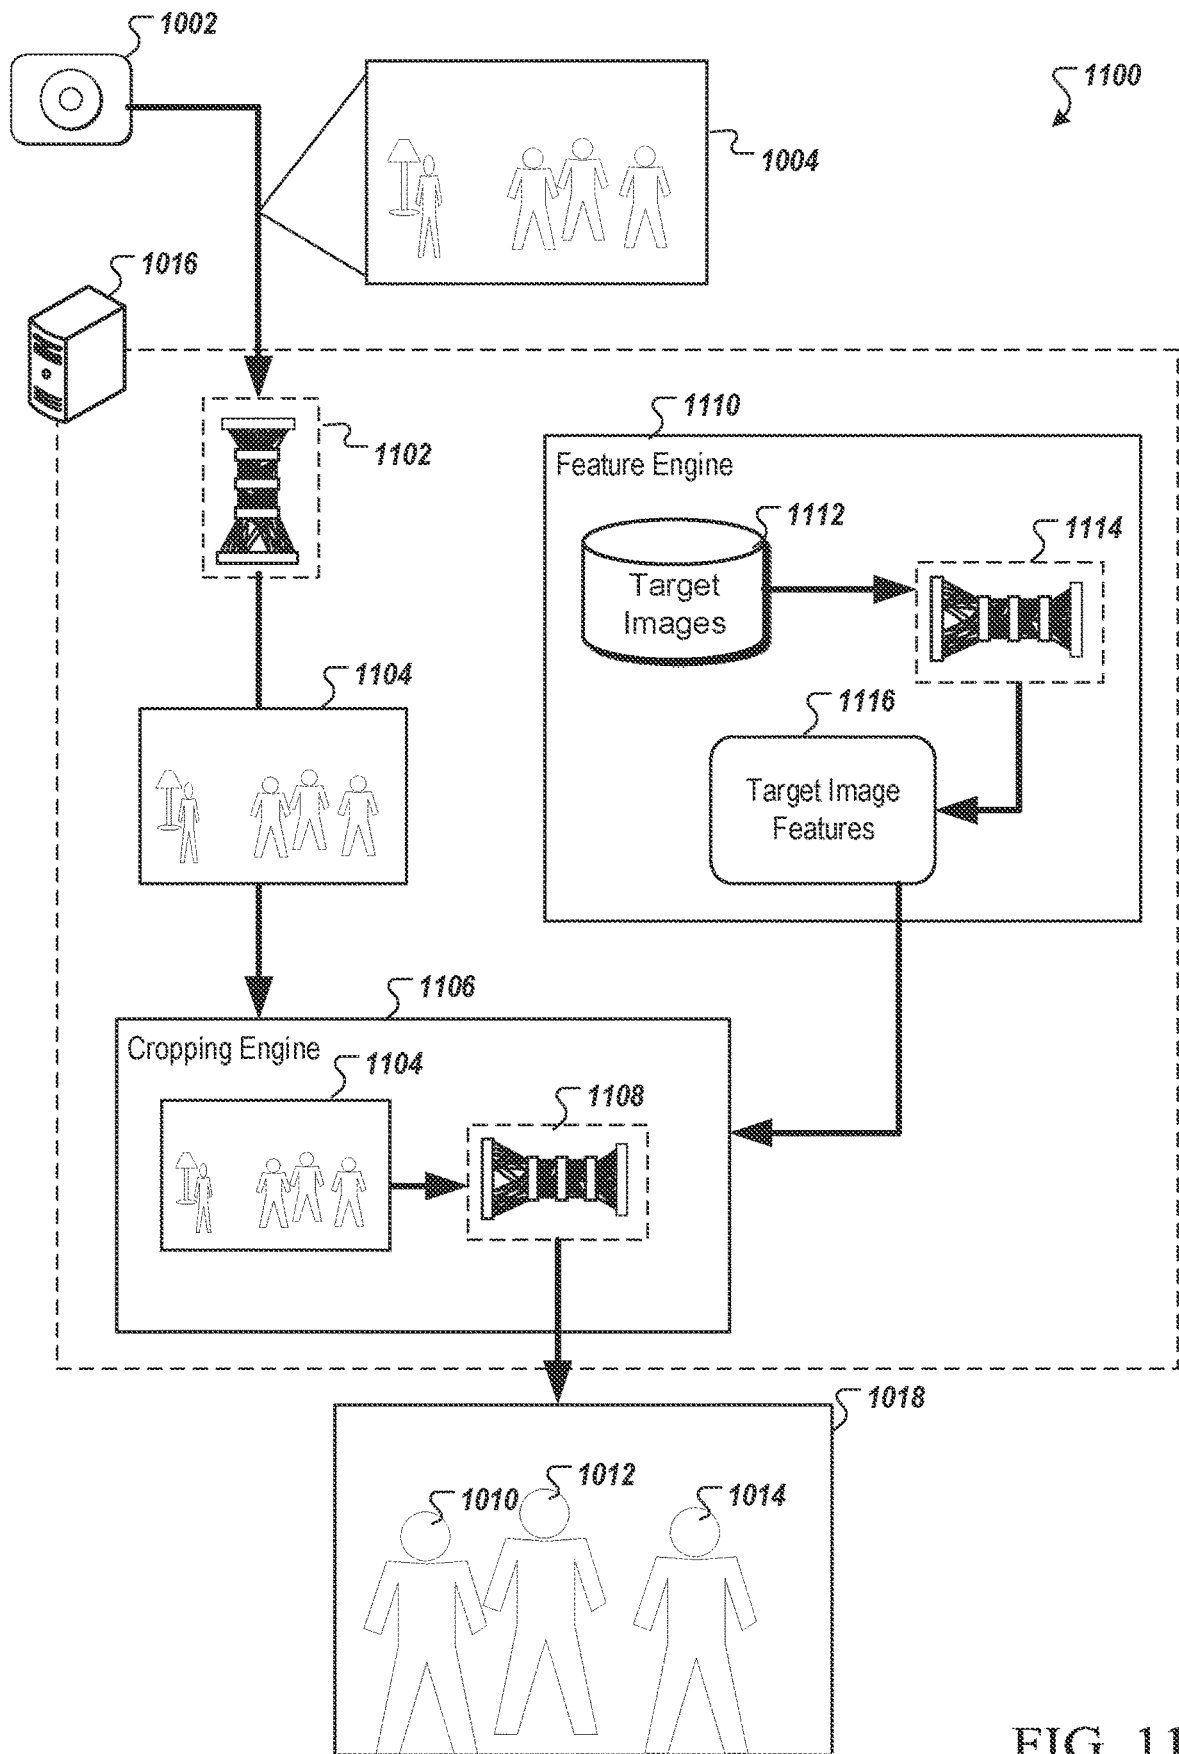 1002
1100
1004
1016
1110
1102
Feature Engine
1112
1114
Target
Images
1104
1116
Target Image
Features
1106
Cropping Engine
1104
1108
1018
1012
1010
1014
FIG. 11